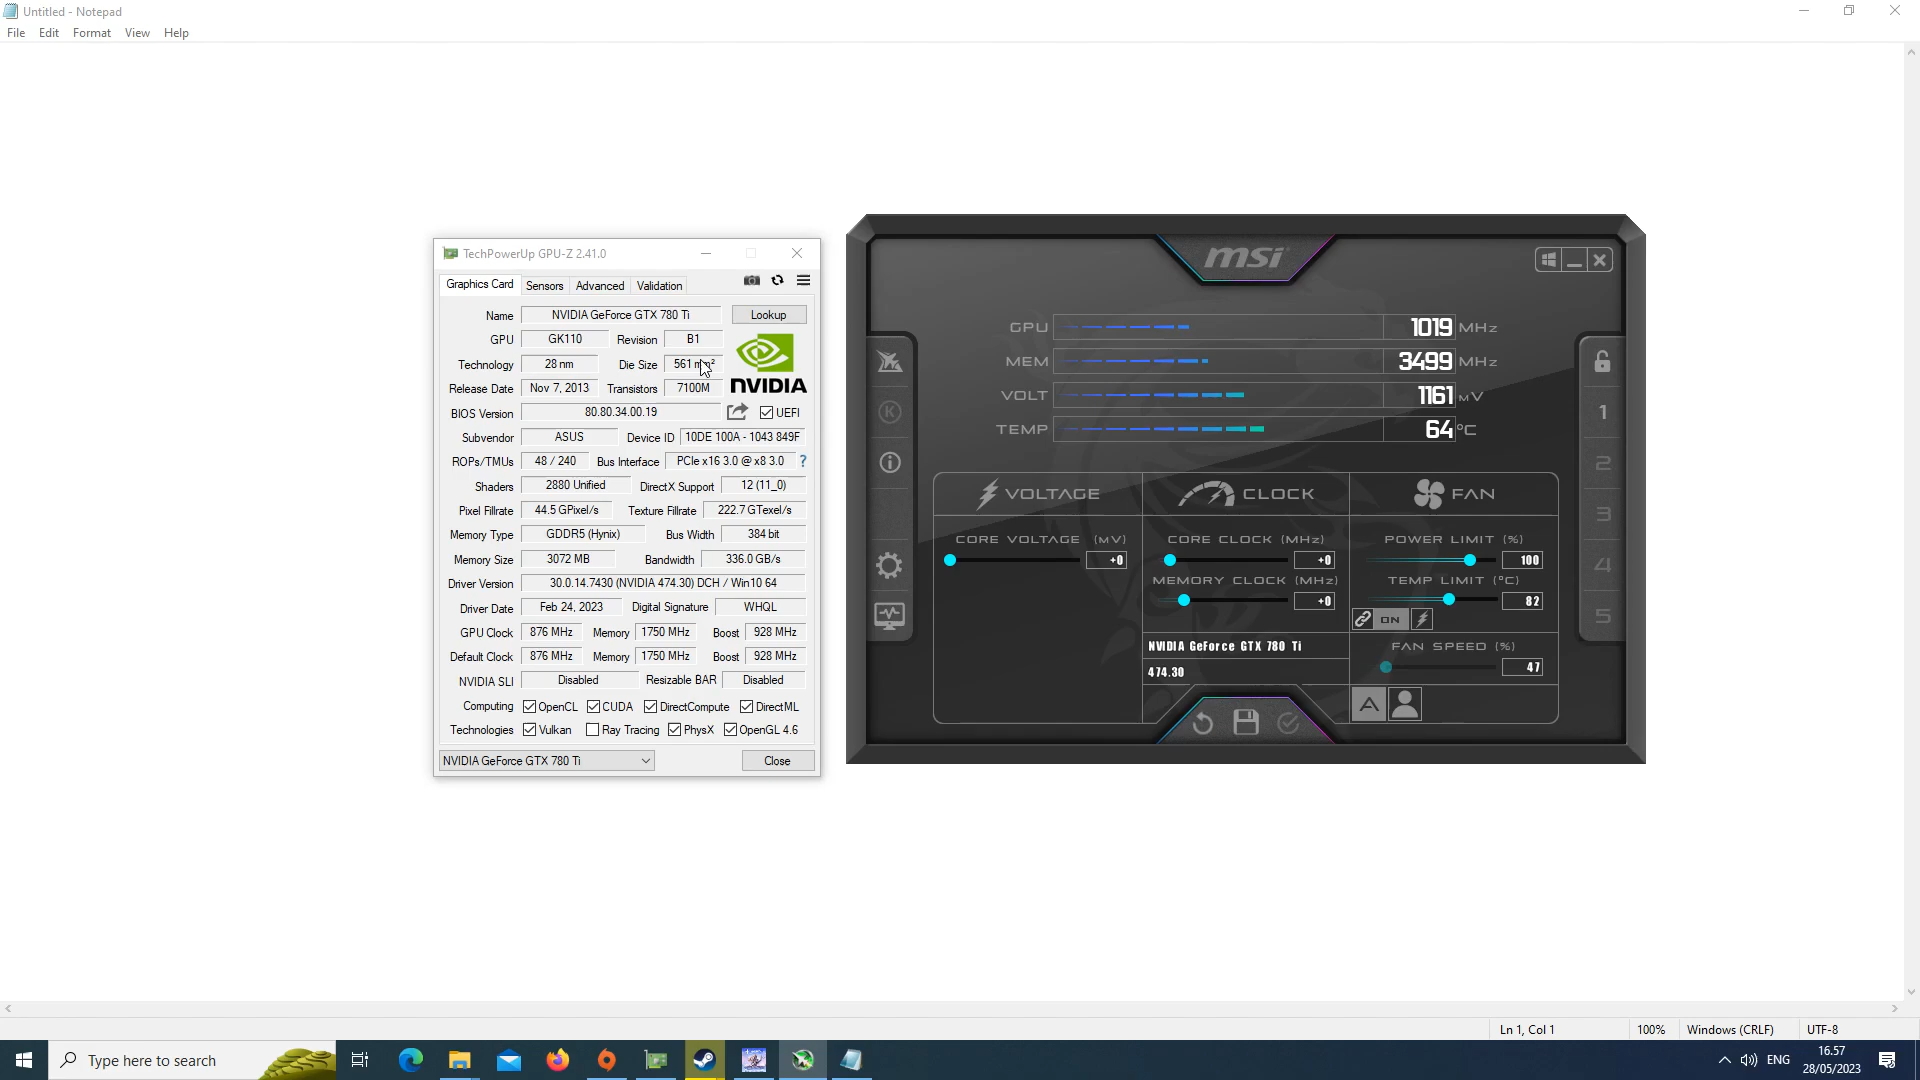 Untitled - Notepad
File Edit Format View Help
TechPowerUp GPU-Z 2.41.0
Graphics Card Sensors Advanced Validation
Name NVIDIA GeForce GTX 780 Ti Lookup
GPU GK110 Revision B1
Technology 28 nm Die Size 561 mm²
Release Date Nov 7, 2013 Transistors 7100M
NVIDIA
BIOS Version 80.80.34.00.19 UEFI
Subvendor ASUS Device ID 10DE 100A - 1043 849F
ROPs/TMUs 48 / 240 Bus Interface PCIe x16 3.0 @ x8 3.0 ?
Shaders 2880 Unified DirectX Support 12 (11_0)
Pixel Fillrate 44.5 GPixel/s Texture Fillrate 222.7 GTexel/s
Memory Type GDDR5 (Hynix) Bus Width 384 bit
Memory Size 3072 MB Bandwidth 336.0 GB/s
Driver Version 30.0.14.7430 (NVIDIA 474.30) DCH / Win10 64
Driver Date Feb 24, 2023 Digital Signature WHQL
GPU Clock 876 MHz Memory 1750 MHz Boost 928 MHz
Default Clock 876 MHz Memory 1750 MHz Boost 928 MHz
NVIDIA SLI Disabled Resizable BAR Disabled
Computing OpenCL CUDA DirectCompute DirectML
Technologies Vulkan Ray Tracing PhysX OpenGL 4.6
NVIDIA GeForce GTX 780 Ti Close
msi
GPU 1019 MHz
MEM 3499 MHz
VOLT 1161 MV
TEMP 64 °C
K
i
1
2
3
4
5
VOLTAGE CLOCK FAN
CORE VOLTAGE (MV) +0
CORE CLOCK (MHz) +0
MEMORY CLOCK (MHz) +0
POWER LIMIT (%) 100
TEMP LIMIT (°C) 82
ON
NVIDIA GeForce GTX 780 Ti
474.30
FAN SPEED (%) 47
A
Ln 1, Col 1 100% Windows (CRLF) UTF-8
Type here to search
ENG
16.57
28/05/2023